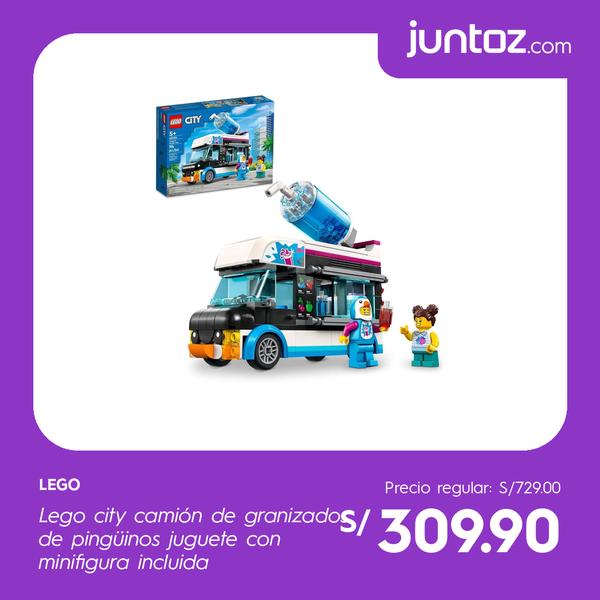 juntoz.com
LEGO CITY
5+
LEGO
Precio regular: S/729.00
Lego city camión de granizado
de pingüinos juguete con
minifigura incluida
S/ 309.90